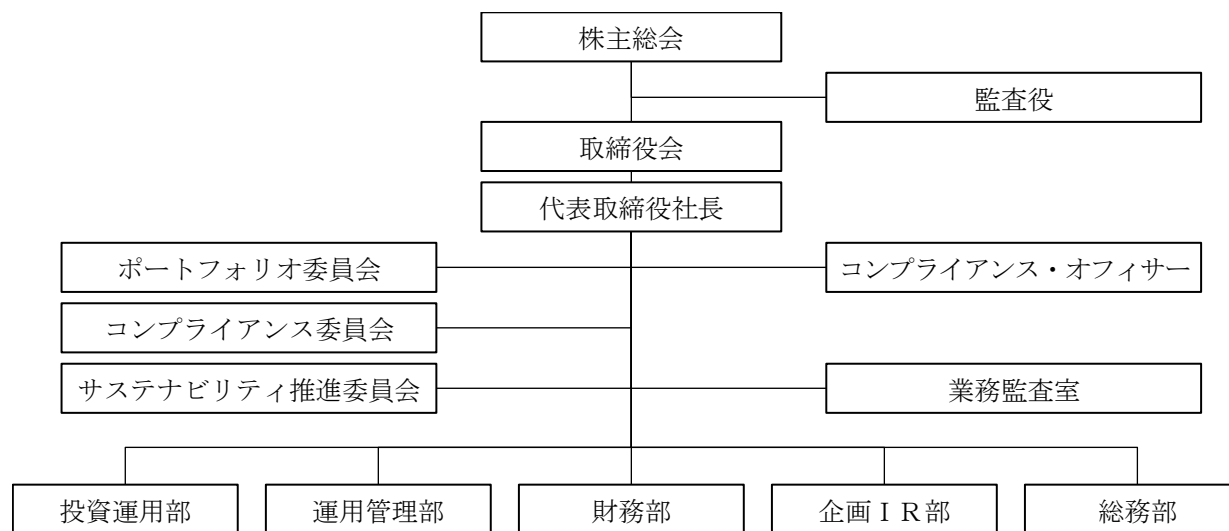 株主総会
監査役
取締役会
代表取締役社長
ポートフォリオ委員会
コンプライアンス・オフィサー
コンプライアンス委員会
サステナビリティ推進委員会
業務監査室
投資運用部
運用管理部
財務部
企画ＩＲ部
総務部